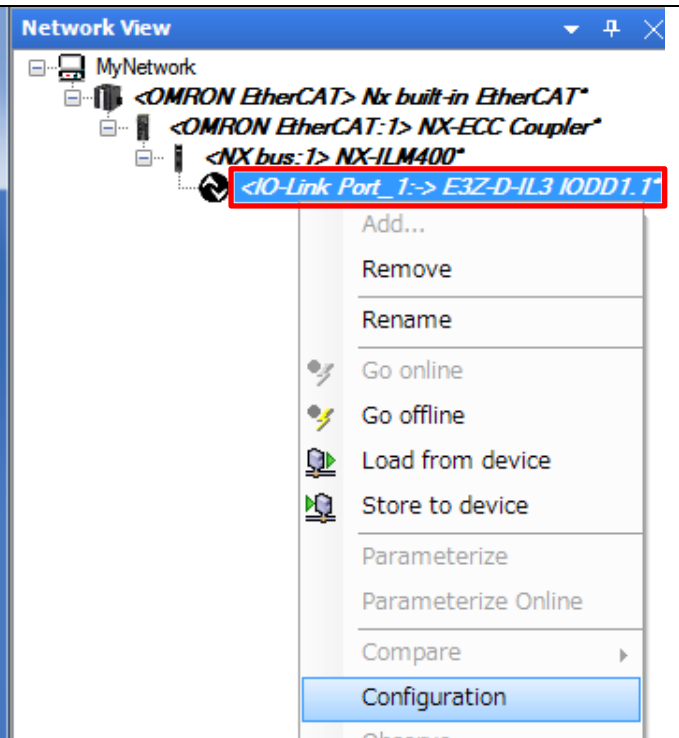 Network View
MyNetwork
<OMRON EtherCAT> Nx built-in EtherCAT*
<OMRON EtherCAT:1> NX-ECC Coupler*
<NX bus:1> NX-ILM400*
<IO-Link Port_1:-> E3Z-D-IL3 IODD1.1*
Add...
Remove
Rename
Go online
Go offline
Load from device
Store to device
Parameterize
Parameterize Online
Compare
Configuration